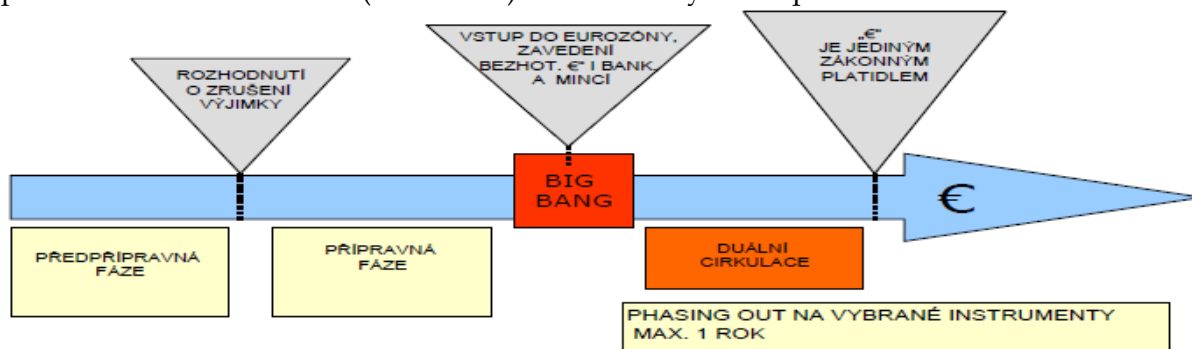 ROZHODNUTÍ
O ZRUŠENÍ
VÝJIMKY
VSTUP DO EUROZÓNY,
ZAVEDENÍ
BEZHOT. €“ I BANK.
A MINCÍ
„€“
JE JEDINÝM
ZÁKONNÝM
PLATIDLEM
BIG
BANG
€
PŘEDPŘÍPRAVNÁ
FÁZE
PŘÍPRAVNÁ
FÁZE
DUÁLNÍ
CIRKULACE
PHASING OUT NA VYBRANÉ INSTRUMENTY
MAX. 1 ROK